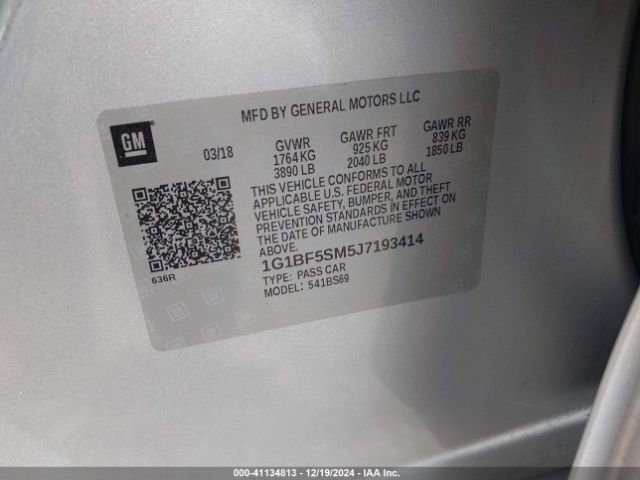 MFD BY GENERAL MOTORS LLC
GM
03/18
GVWR GAWR FRT GAWR RR
1764 KG 925 KG 839 KG
3890 LB 2040 LB 1850 LB
THIS VEHICLE CONFORMS TO ALL
APPLICABLE U.S. FEDERAL MOTOR
VEHICLE SAFETY, BUMPER, AND THEFT
PREVENTION STANDARDS IN EFFECT ON
THE DATE OF MANUFACTURE SHOWN
ABOVE.
1G1BF5SM5J7193414
TYPE: PASS CAR
MODEL: 541BS69
636R
000-41134813 - 12/19/2024 - IAA Inc.